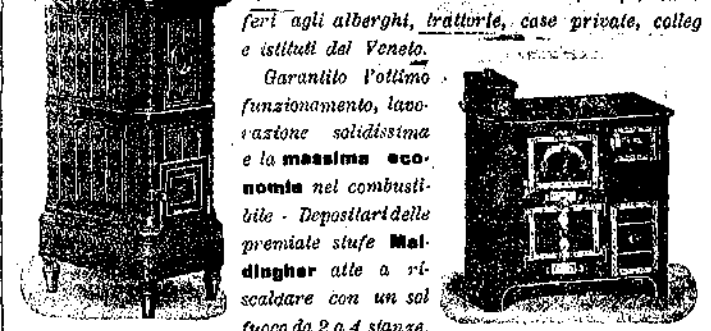 feri agli alberghi, trattorie, case private, colleg
e istituti del Veneto.
Garantito l'ottimo
funzionamento, lavo-
razione solidissima
e la massima eco-
nomia nel combusti-
bile - Depositari delle
premiate stufe Mei-
dingher atte a ri-
scaldare con un sol
fuoco da 2 a 4 stanze.